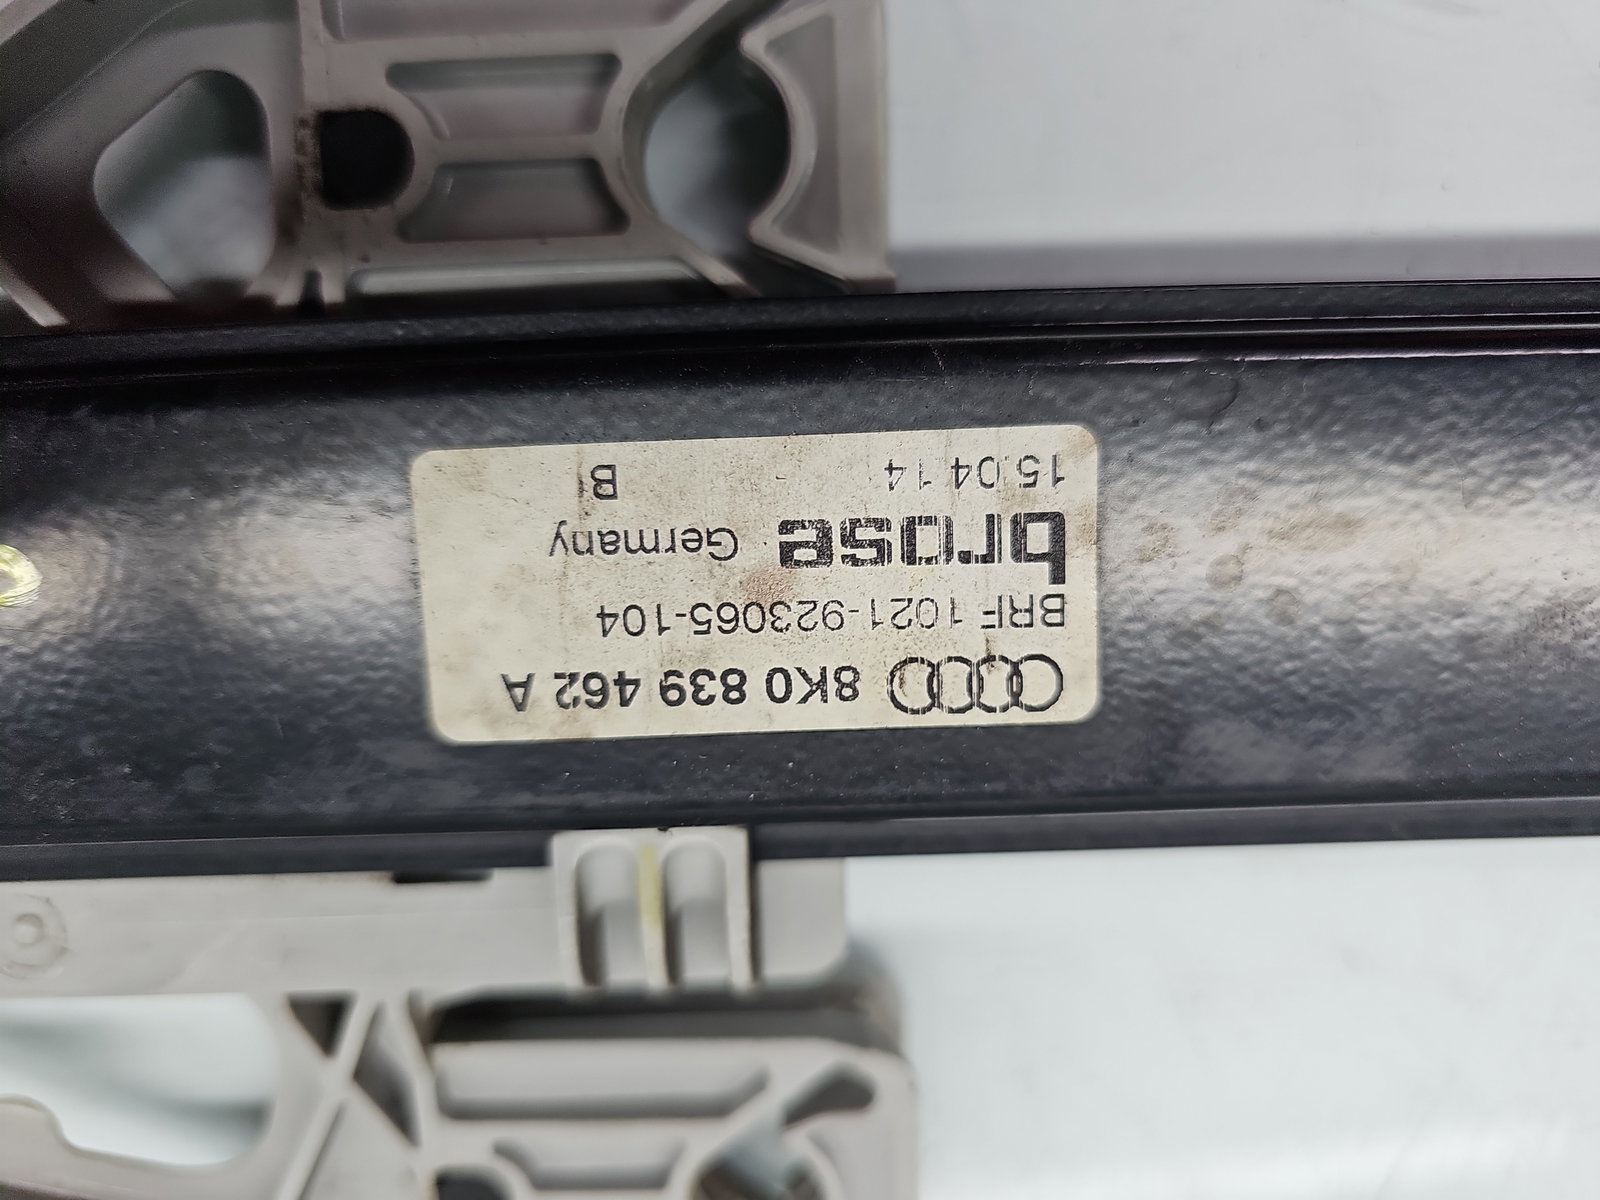 8K0 839 462 A
BRF 1021-923065-104
brose Germany
15.04.14 B